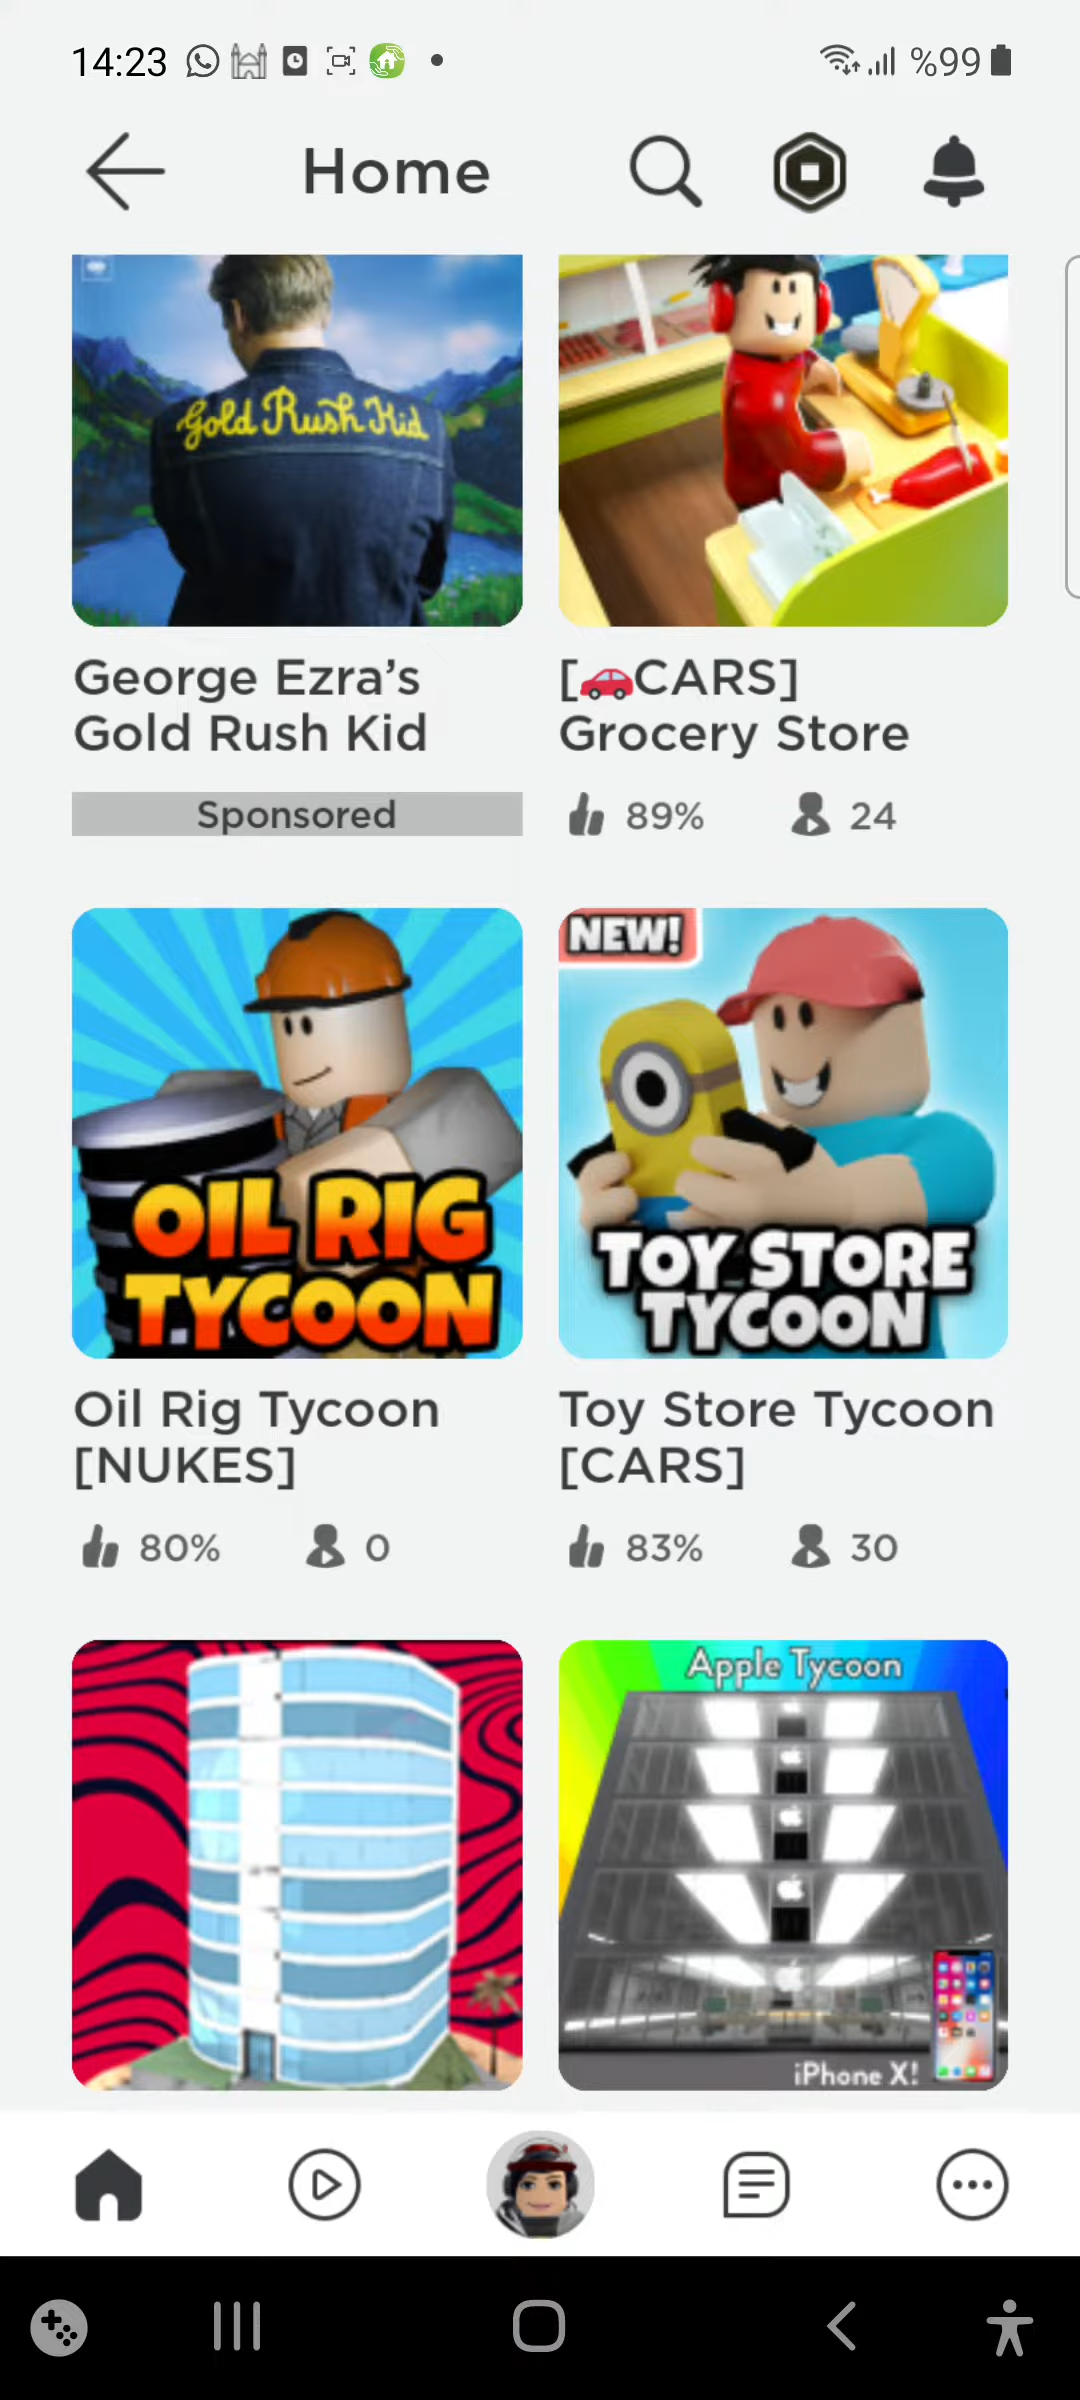 14:23
%99
Home
Gold Rush Kid
George Ezra’s
Gold Rush Kid
Sponsored
[🚗CARS]
Grocery Store
89% 24
OIL RIG
TYCOON
Oil Rig Tycoon
[NUKES]
80% 0
NEW!
TOY STORE
TYCOON
Toy Store Tycoon
[CARS]
83% 30
Apple Tycoon
iPhone X!